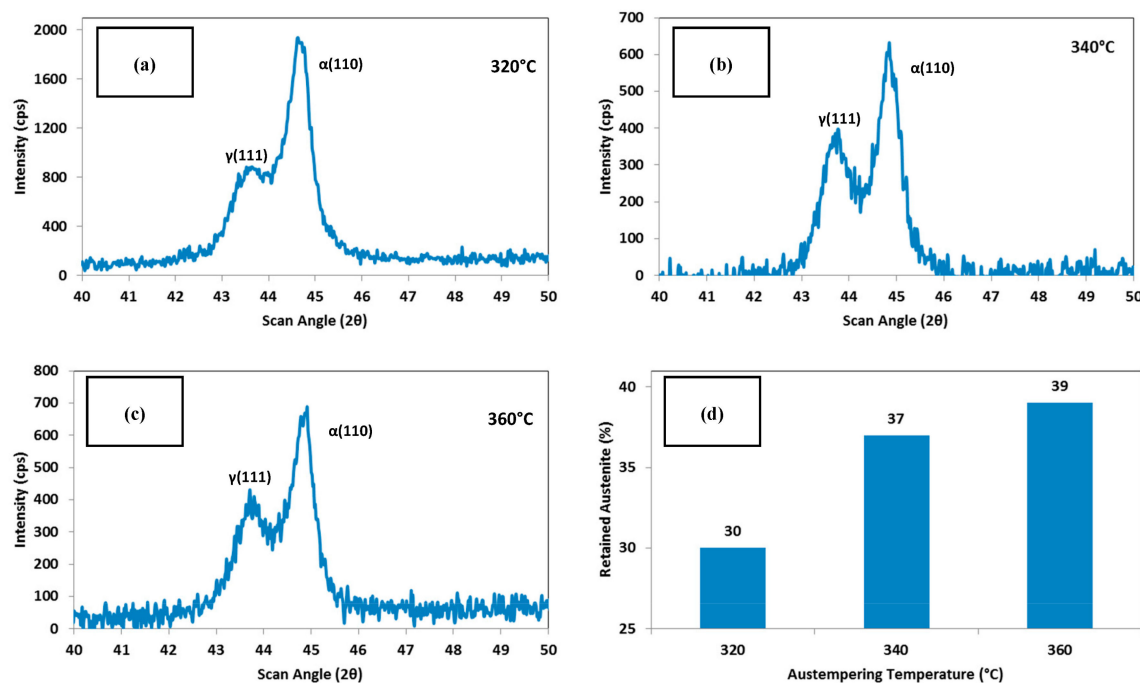 (a)
320°C
α(110)
γ(111)
Intensity (cps)
2000
1600
1200
800
400
0
40 41 42 43 44 45 46 47 48 49 50
Scan Angle (2θ)
(b)
340°C
α(110)
γ(111)
Intensity (cps)
700
600
500
400
300
200
100
0
40 41 42 43 44 45 46 47 48 49 50
Scan Angle (2θ)
(c)
360°C
α(110)
γ(111)
Intensity (cps)
800
700
600
500
400
300
200
100
0
40 41 42 43 44 45 46 47 48 49 50
Scan Angle (2θ)
(d)
Retained Austenite (%)
40
35
30
25
30
37
39
320 340 360
Austempering Temperature (°C)